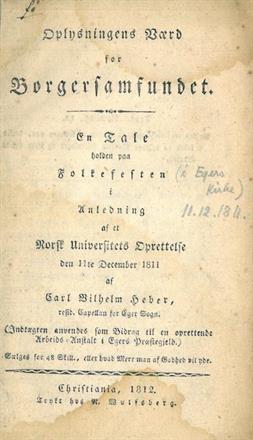 Oplysningens Værd
for
Borgersamfundet.
En Tale
holden paa
Folkefesten
i
Anledning
af et
Norsk Universitets Oprettelse
den 11te December 1811
af
Carl Vilhelm Heber,
resid. Capellan for Eger Sogn.
(Indtægten anvendes som Bidrag til en oprettende
Arbeids-Anstalt i Egers Præstegjeld.)
Sælges for 48 Skill., eller hvad Meer man af Godhed vil yde.
Christiania, 1812.
Trykt hos N. Wulfsberg.
(i Egers
Kirke)
11.12.1811.